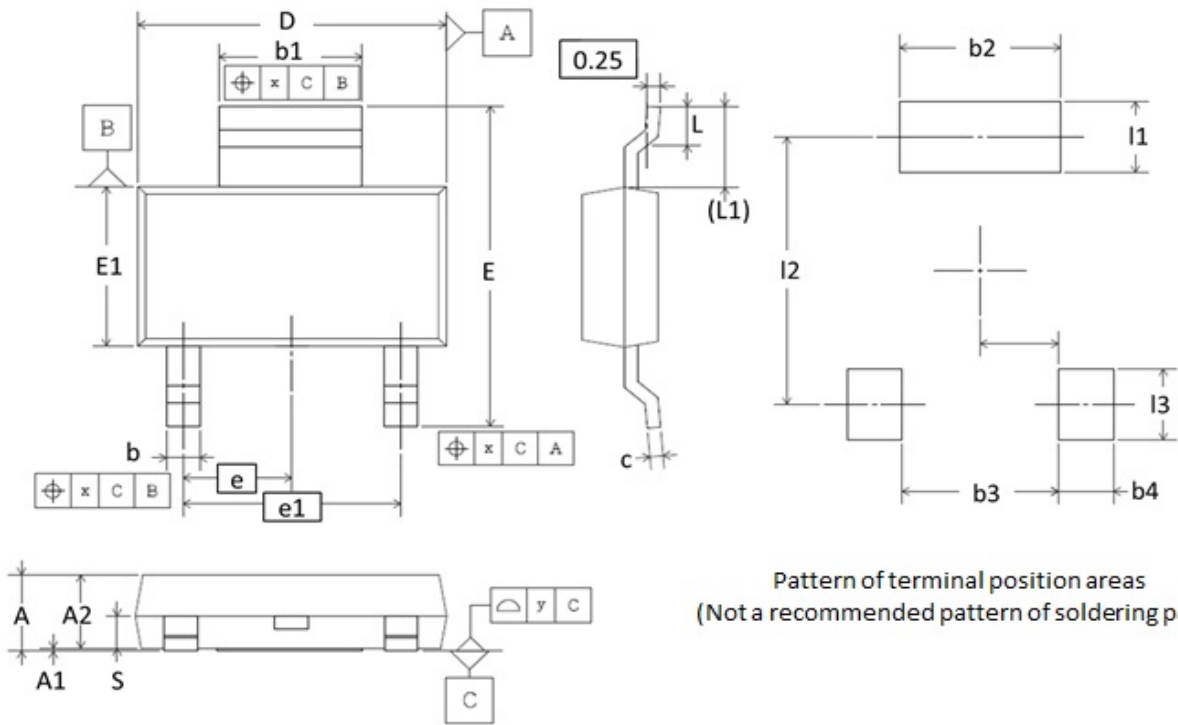 D
A
b1
⌖ x C B
B
E1
E
⌖ x C A
b
⌖ x C B
e
e1
0.25
L
(L1)
c
b2
l1
l2
l3
b3
b4
A
A2
A1
S
⌓ y C
C
Pattern of terminal position areas
(Not a recommended pattern of soldering pa